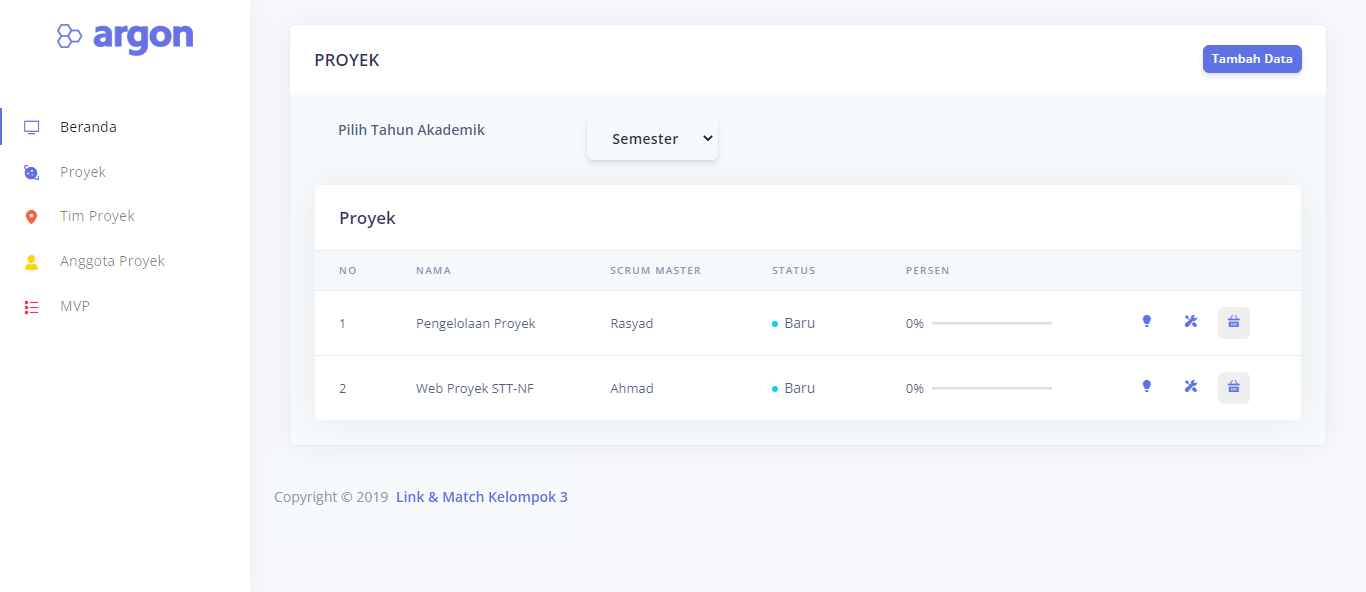 argon
Beranda
Proyek
Tim Proyek
Anggota Proyek
MVP
PROYEK
Tambah Data
Pilih Tahun Akademik
Semester
Proyek
NO NAMA SCRUM MASTER STATUS PERSEN
1 Pengelolaan Proyek Rasyad Baru 0%
2 Web Proyek STT-NF Ahmad Baru 0%
Copyright © 2019 Link & Match Kelompok 3